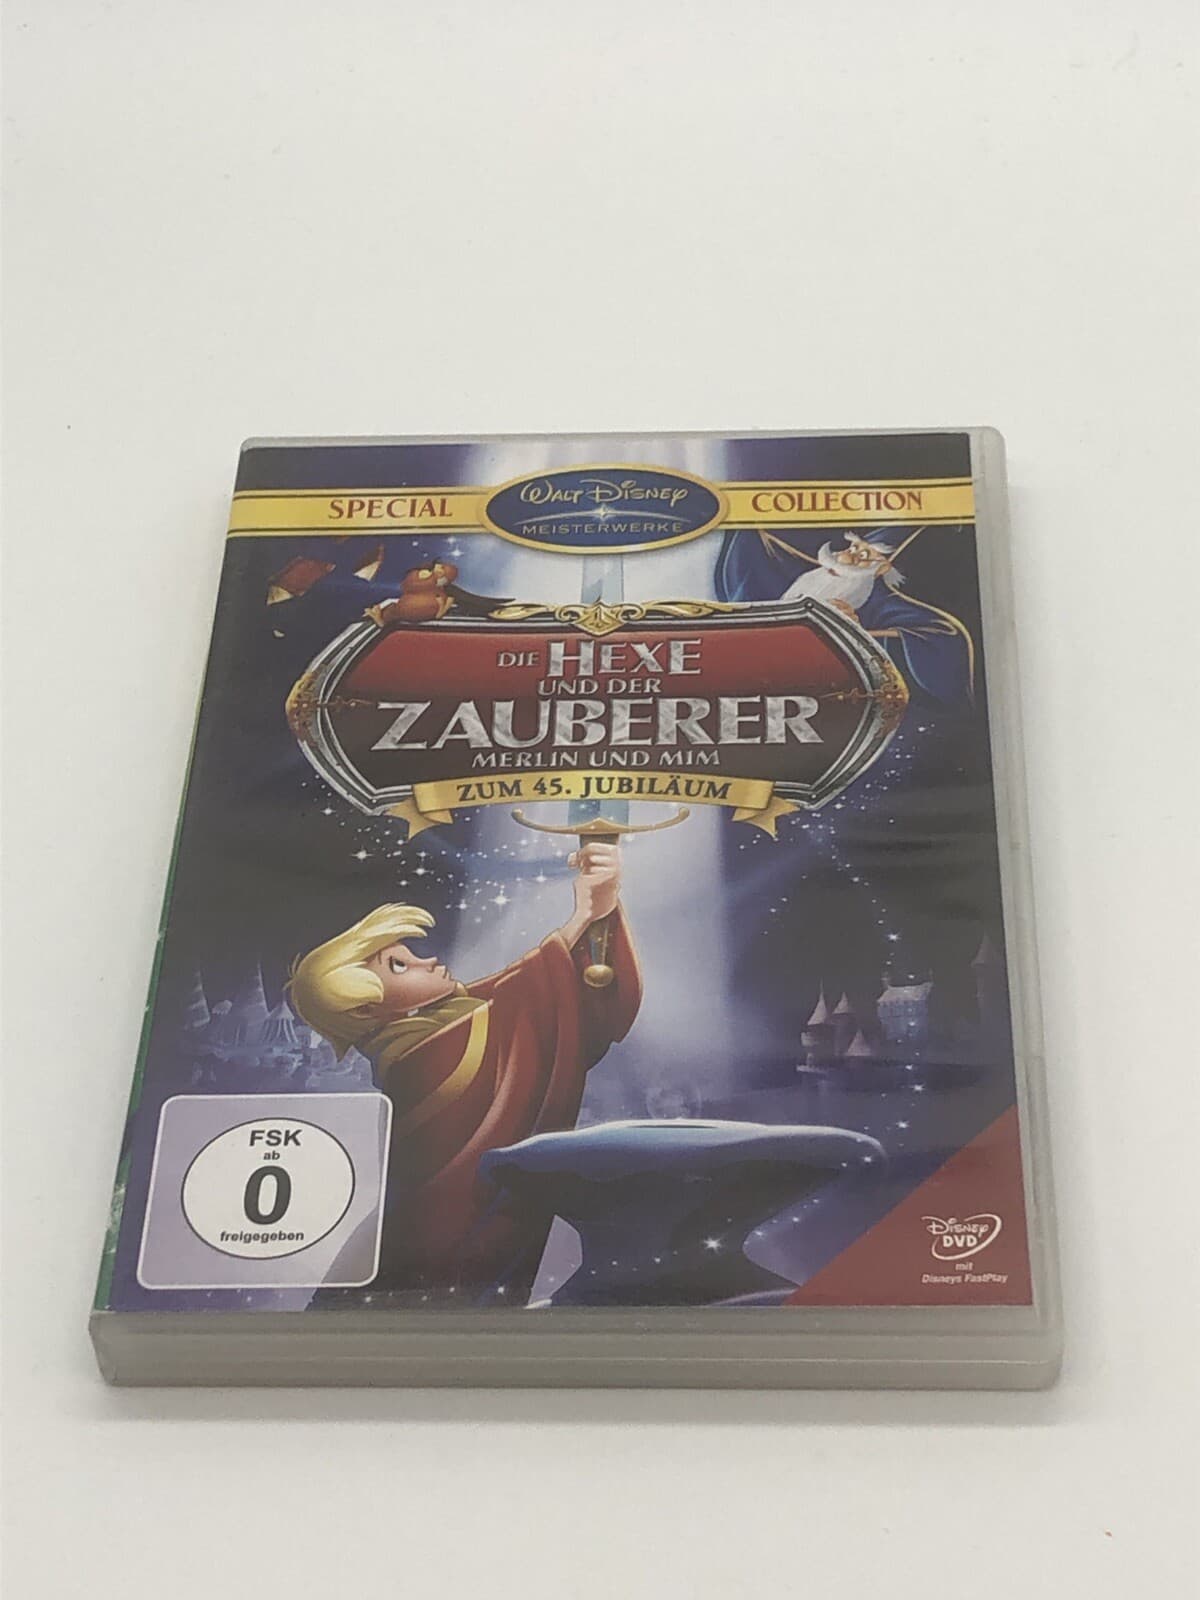 SPECIAL WALT DISNEY COLLECTION
MEISTERWERKE
DIE HEXE
UND DER
ZAUBERER
MERLIN UND MIM
ZUM 45. JUBILÄUM
FSK
ab
0
freigegeben
DISNEY
DVD
mit
Disneys FastPlay